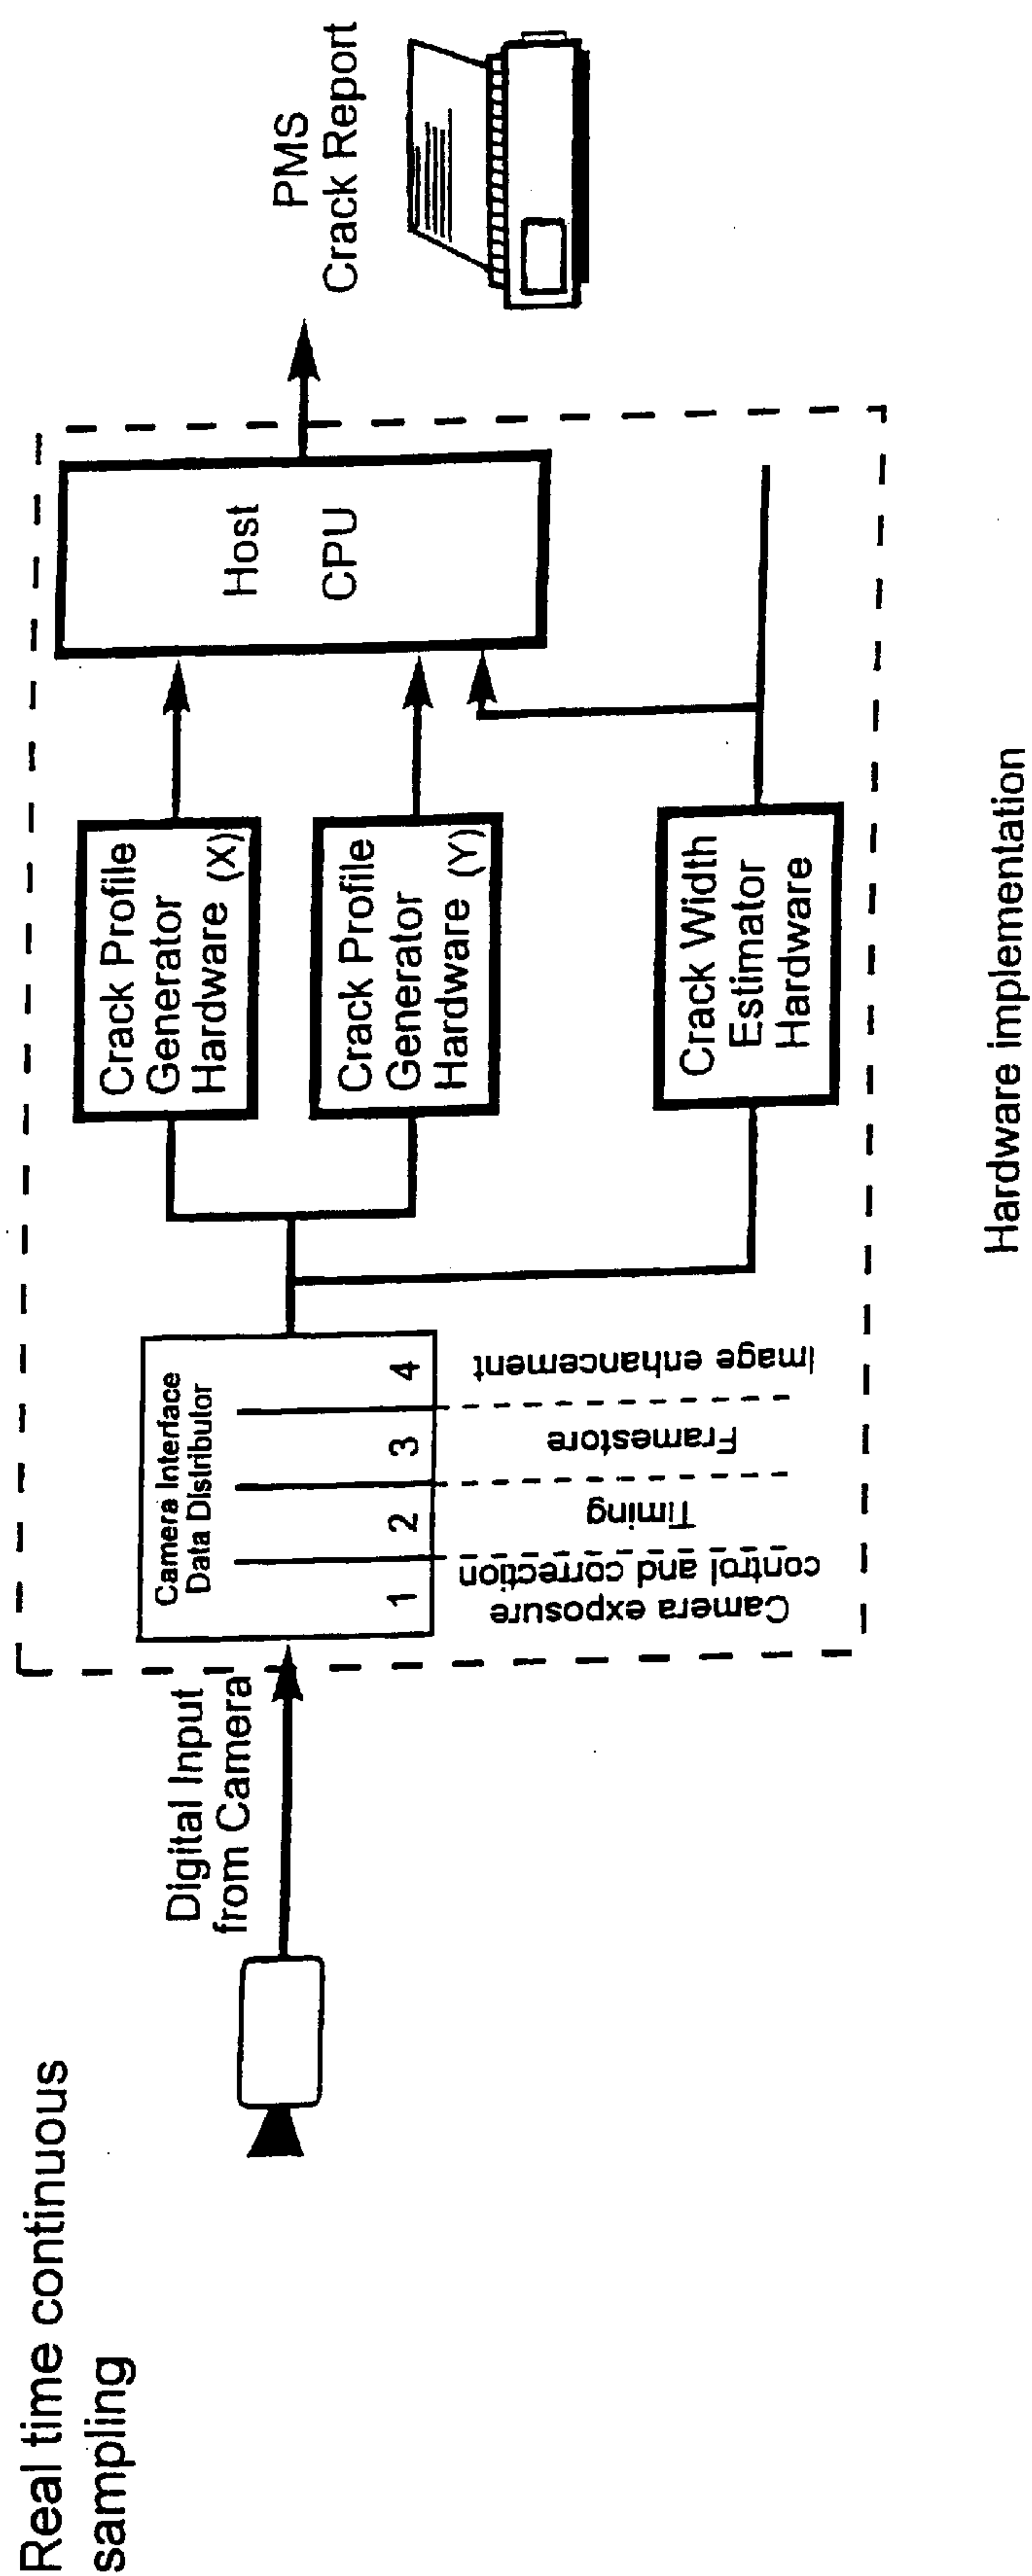 Real time continuous
sampling
Digital Input
from Camera
Camera Interface
Data Distributor
1 2 3 4
Camera exposure
control and correction
Timing
Framestore
Image enhancement
Crack Profile
Generator
Hardware (X)
Crack Profile
Generator
Hardware (Y)
Crack Width
Estimator
Hardware
Host
CPU
PMS
Crack Report
Hardware implementation